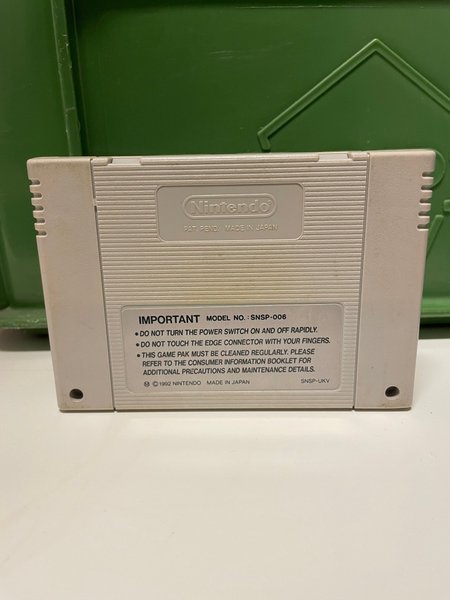 Nintendo
PAT. PEND. MADE IN JAPAN
IMPORTANT MODEL NO.: SNSP-006
•DO NOT TURN THE POWER SWITCH ON AND OFF RAPIDLY.
•DO NOT TOUCH THE EDGE CONNECTOR WITH YOUR FINGERS.
•THIS GAME PAK MUST BE CLEANED REGULARLY. PLEASE
REFER TO THE CONSUMER INFORMATION BOOKLET FOR
ADDITIONAL PRECAUTIONS AND MAINTENANCE DETAILS.
Ⓜ ©1992 NINTENDO MADE IN JAPAN SNSP-UKV